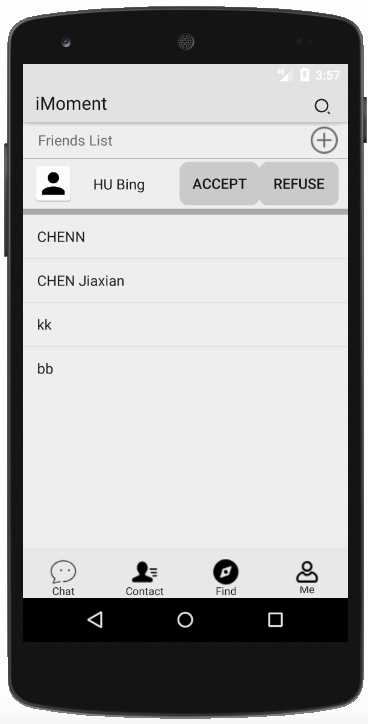 3:57
iMoment
Friends List
HU Bing ACCEPT REFUSE
CHENN
CHEN Jiaxian
kk
bb
Chat Contact Find Me